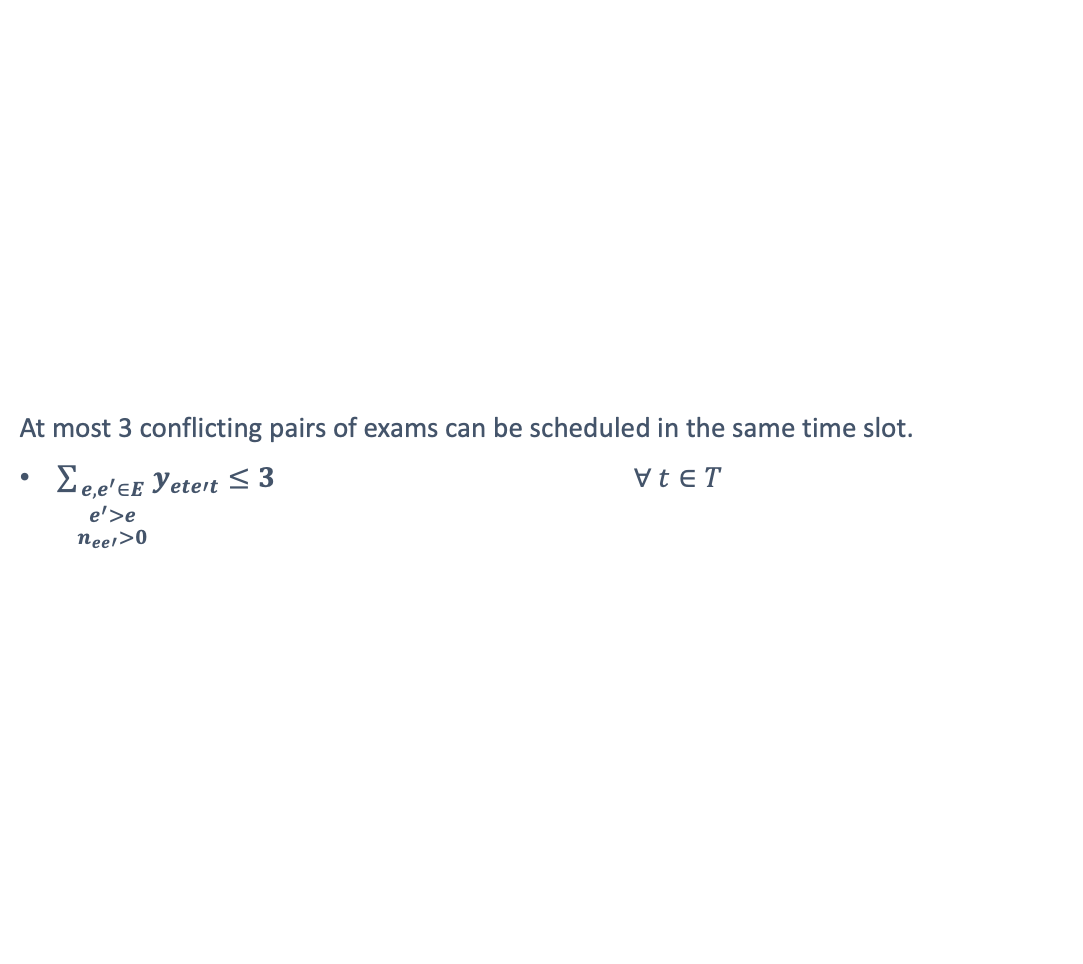 At most 3 conflicting pairs of exams can be scheduled in the same time slot.
• ∑e,e′∈E yete′t ≤ 3 ∀ t ∈ T
e′>e
nee′>0